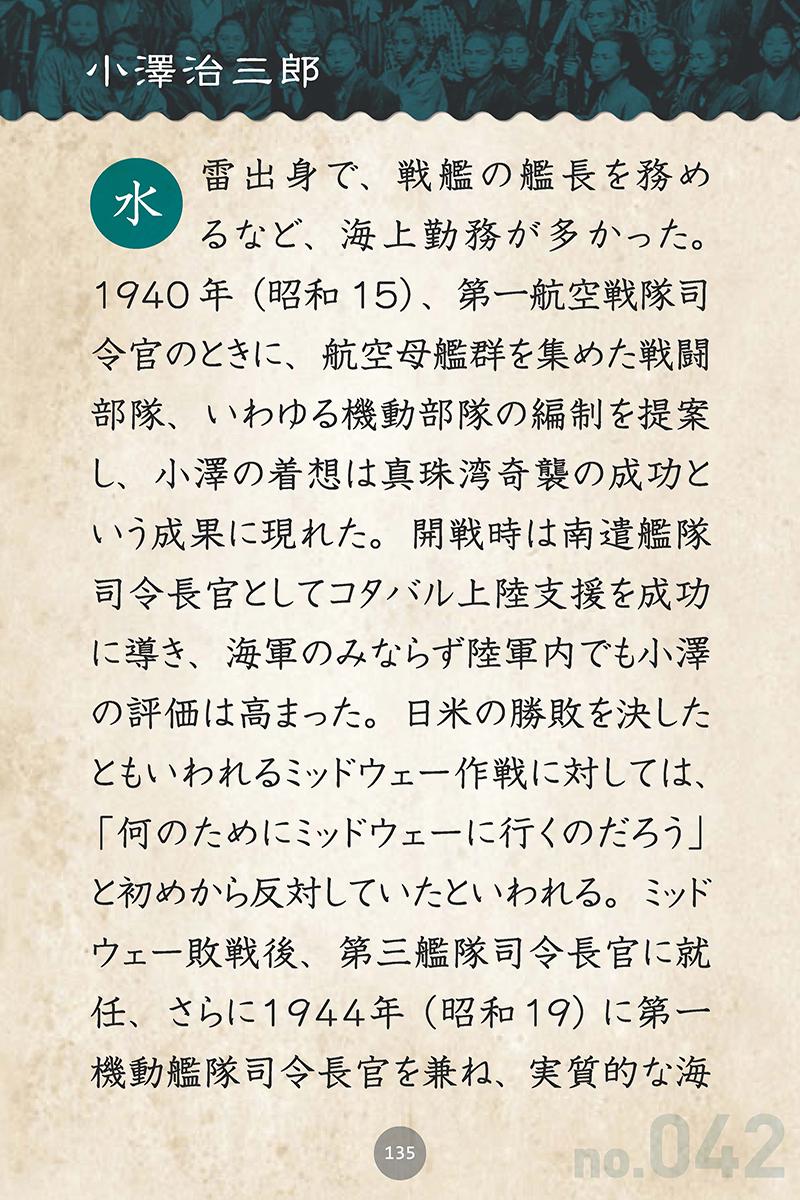 小澤治三郎
水雷出身で、戦艦の艦長を務め
るなど、海上勤務が多かった。
1940年（昭和15）、第一航空戦隊司
令官のときに、航空母艦群を集めた戦闘
部隊、いわゆる機動部隊の編制を提案
し、小澤の着想は真珠湾奇襲の成功と
いう成果に現れた。開戦時は南遣艦隊
司令長官としてコタバル上陸支援を成功
に導き、海軍のみならず陸軍内でも小澤
の評価は高まった。日米の勝敗を決した
ともいわれるミッドウェー作戦に対しては、
「何のためにミッドウェーに行くのだろう」
と初めから反対していたといわれる。ミッド
ウェー敗戦後、第三艦隊司令長官に就
任、さらに1944年（昭和19）に第一
機動艦隊司令長官を兼ね、実質的な海
135
no.042